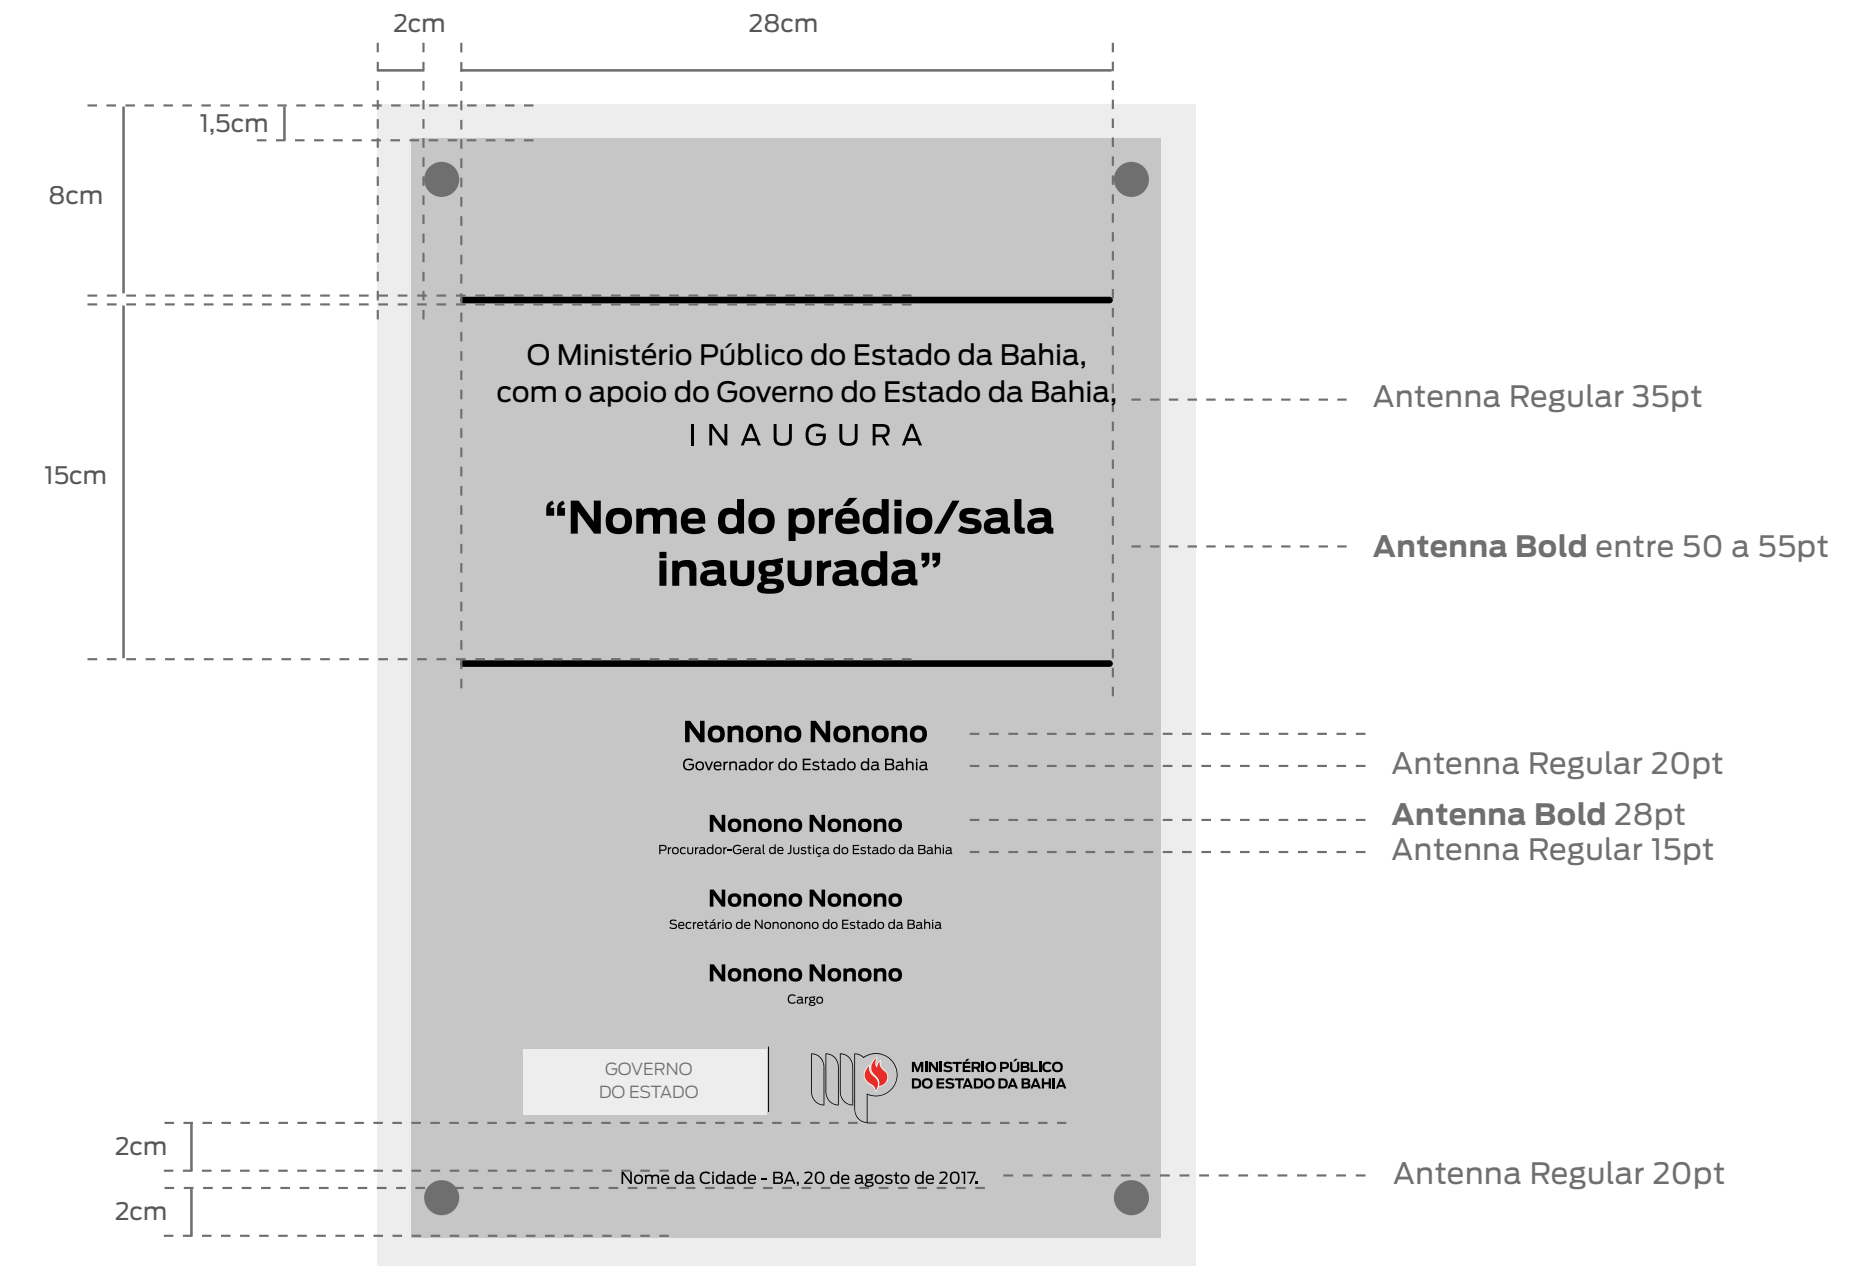 2cm
28cm
1,5cm
8cm
15cm
O Ministério Público do Estado da Bahia,
com o apoio do Governo do Estado da Bahia,
INAUGURA
“Nome do prédio/sala
inaugurada”
Antenna Regular 35pt
Antenna Bold entre 50 a 55pt
Nonono Nonono
Governador do Estado da Bahia
Antenna Regular 20pt
Nonono Nonono
Procurador-Geral de Justiça do Estado da Bahia
Antenna Bold 28pt
Antenna Regular 15pt
Nonono Nonono
Secretário de Nononono do Estado da Bahia
Nonono Nonono
Cargo
GOVERNO
DO ESTADO
mp
MINISTÉRIO PÚBLICO
DO ESTADO DA BAHIA
2cm
Nome da Cidade - BA, 20 de agosto de 2017.
Antenna Regular 20pt
2cm